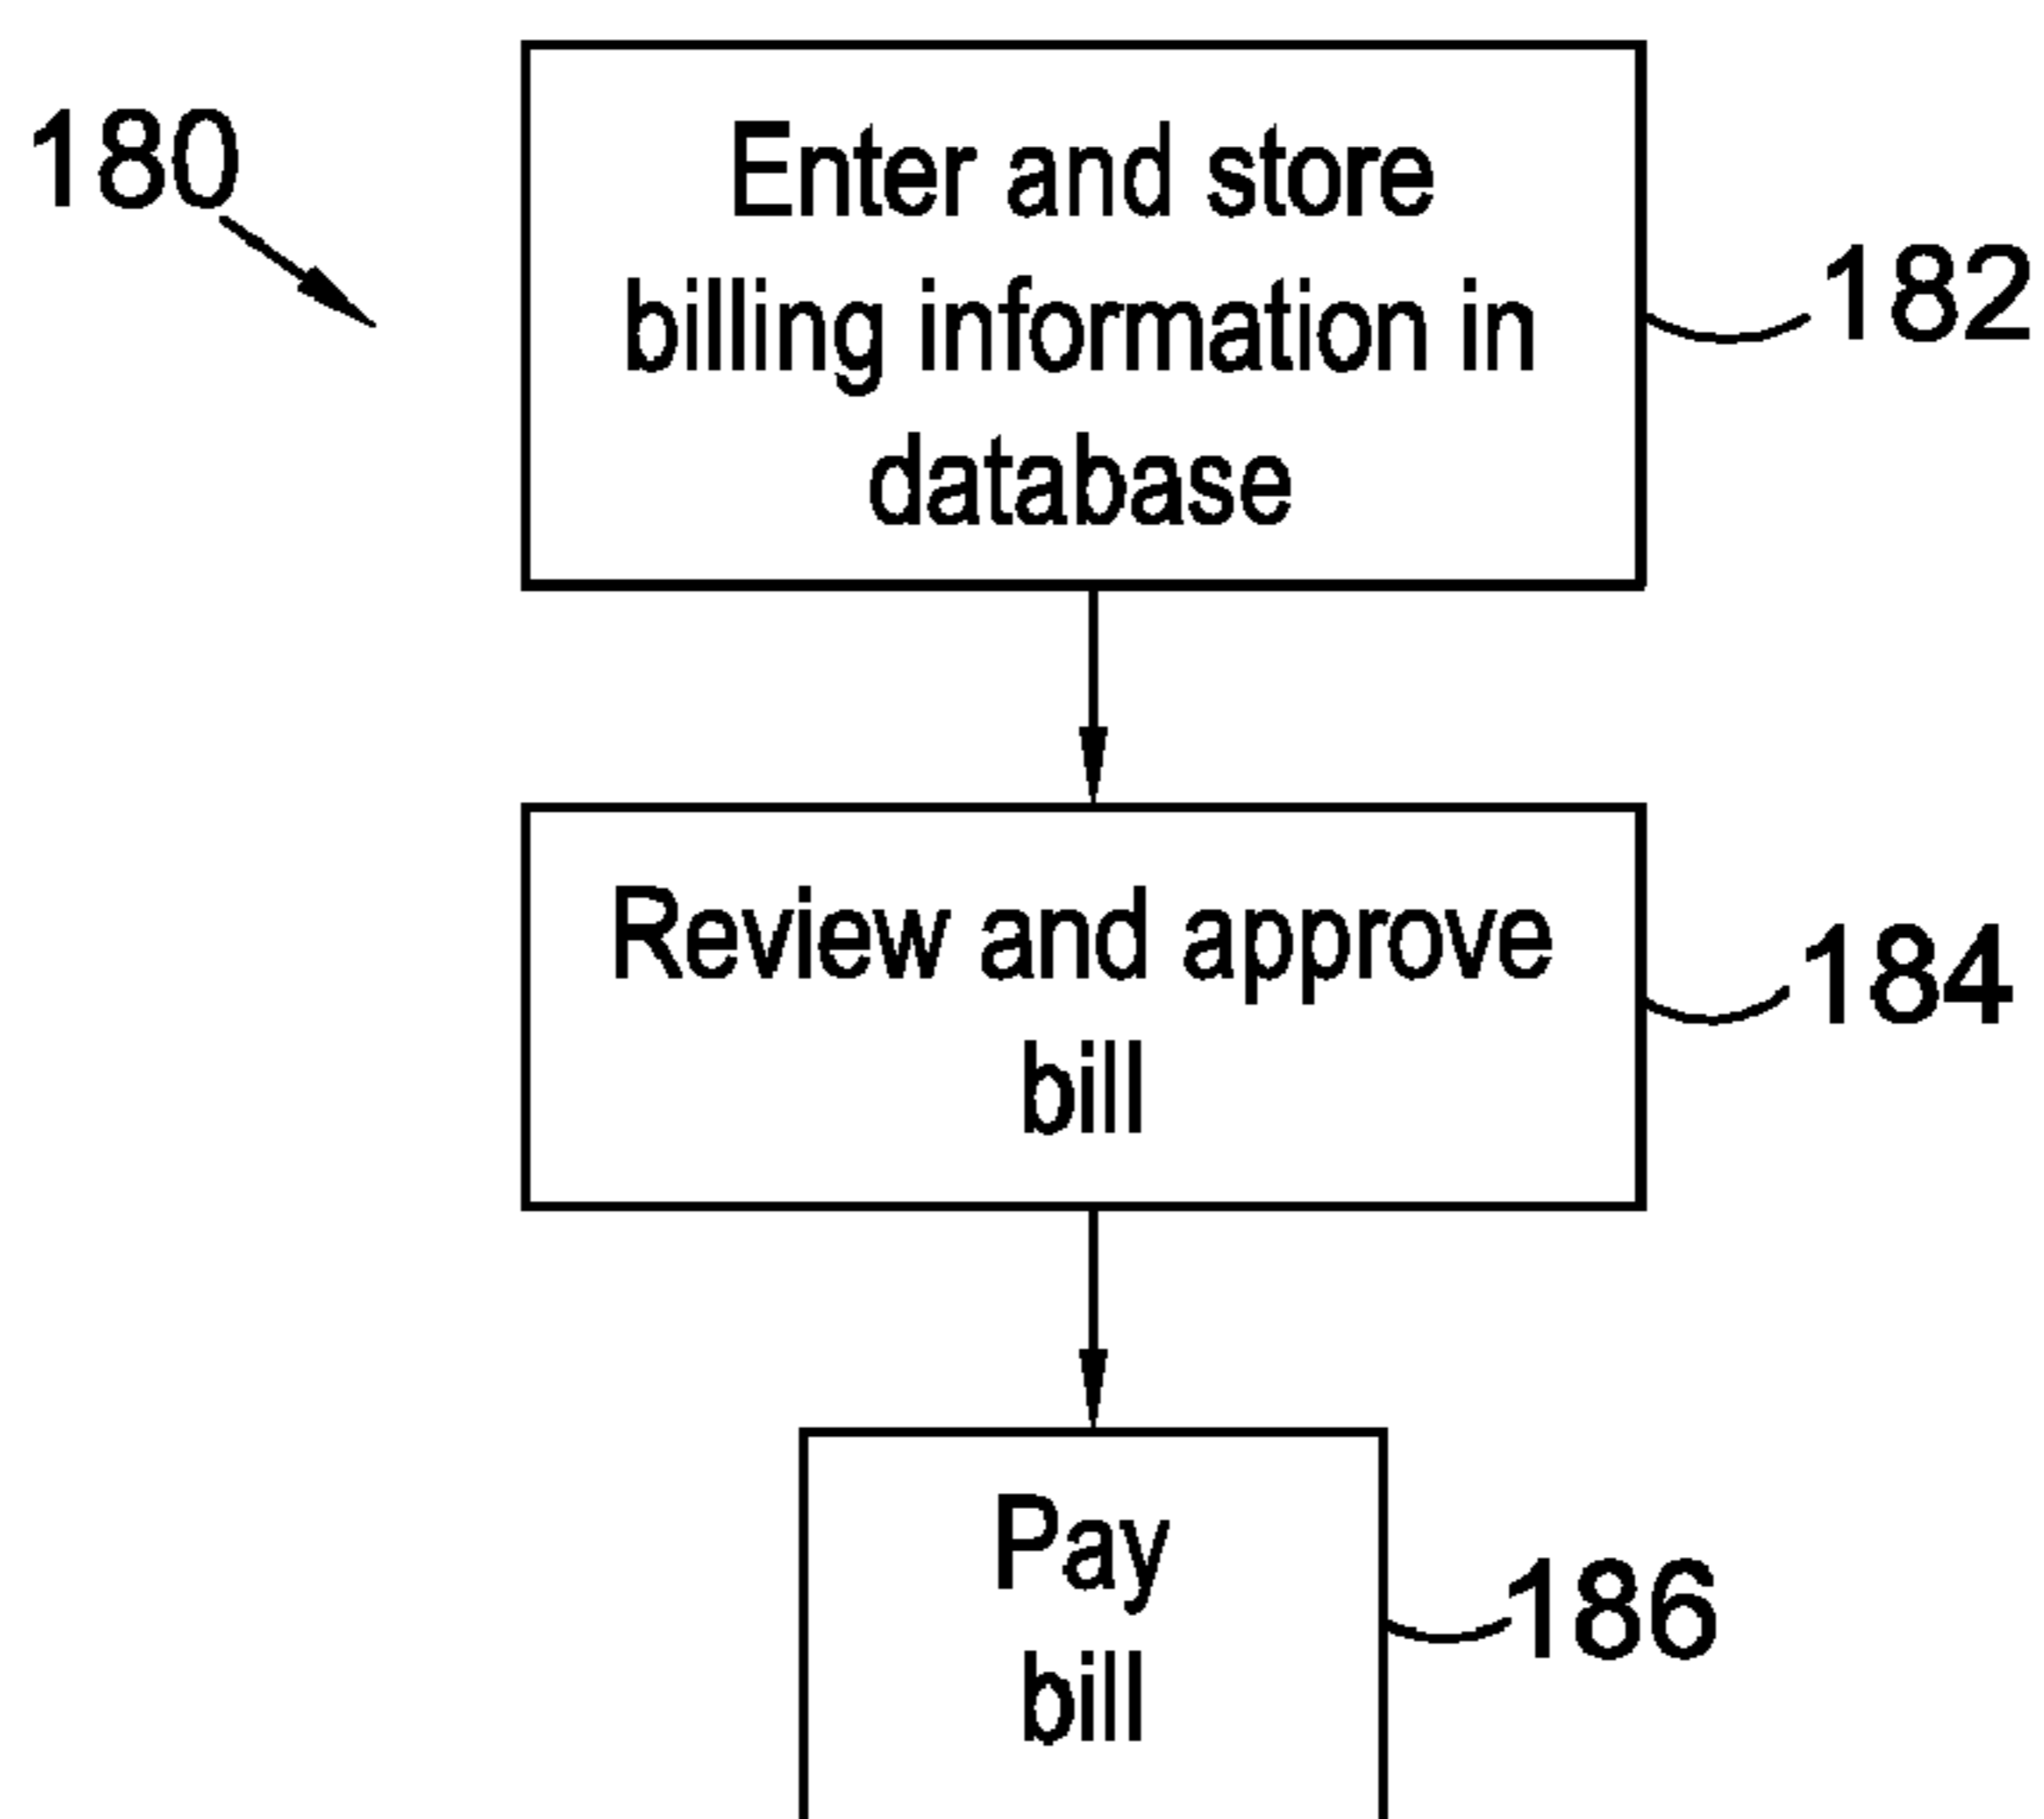 180
Enter and store
billing information in
database
182
Review and approve
bill
184
Pay
bill
186